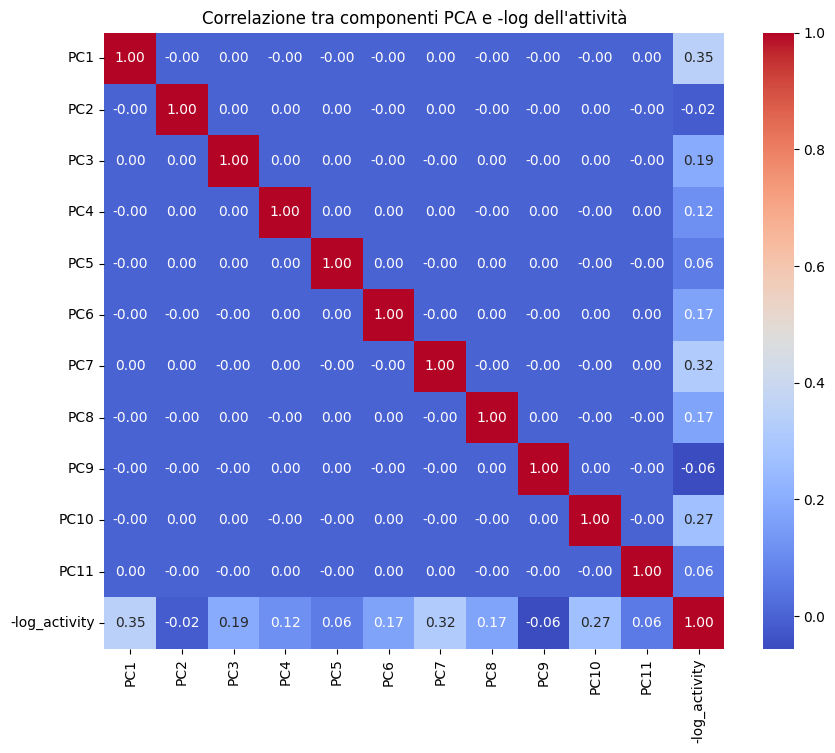 Correlazione tra componenti PCA e -log dell'attività
PC1 1.00 -0.00 0.00 -0.00 -0.00 -0.00 0.00 -0.00 -0.00 -0.00 0.00 0.35
PC2 -0.00 1.00 0.00 0.00 0.00 -0.00 0.00 -0.00 -0.00 0.00 -0.00 -0.02
PC3 0.00 0.00 1.00 0.00 0.00 -0.00 -0.00 0.00 -0.00 0.00 -0.00 0.19
PC4 -0.00 0.00 0.00 1.00 0.00 0.00 0.00 -0.00 0.00 -0.00 -0.00 0.12
PC5 -0.00 0.00 0.00 0.00 1.00 0.00 -0.00 0.00 0.00 -0.00 -0.00 0.06
PC6 -0.00 -0.00 -0.00 0.00 0.00 1.00 -0.00 0.00 -0.00 0.00 0.00 0.17
PC7 0.00 0.00 -0.00 0.00 -0.00 -0.00 1.00 -0.00 -0.00 -0.00 0.00 0.32
PC8 -0.00 -0.00 0.00 -0.00 0.00 0.00 -0.00 1.00 0.00 -0.00 -0.00 0.17
PC9 -0.00 -0.00 -0.00 0.00 0.00 -0.00 -0.00 0.00 1.00 0.00 -0.00 -0.06
PC10 -0.00 0.00 0.00 -0.00 -0.00 0.00 -0.00 -0.00 0.00 1.00 -0.00 0.27
PC11 0.00 -0.00 -0.00 -0.00 -0.00 0.00 0.00 -0.00 -0.00 -0.00 1.00 0.06
-log_activity 0.35 -0.02 0.19 0.12 0.06 0.17 0.32 0.17 -0.06 0.27 0.06 1.00
PC1 PC2 PC3 PC4 PC5 PC6 PC7 PC8 PC9 PC10 PC11 -log_activity
1.0
0.8
0.6
0.4
0.2
0.0